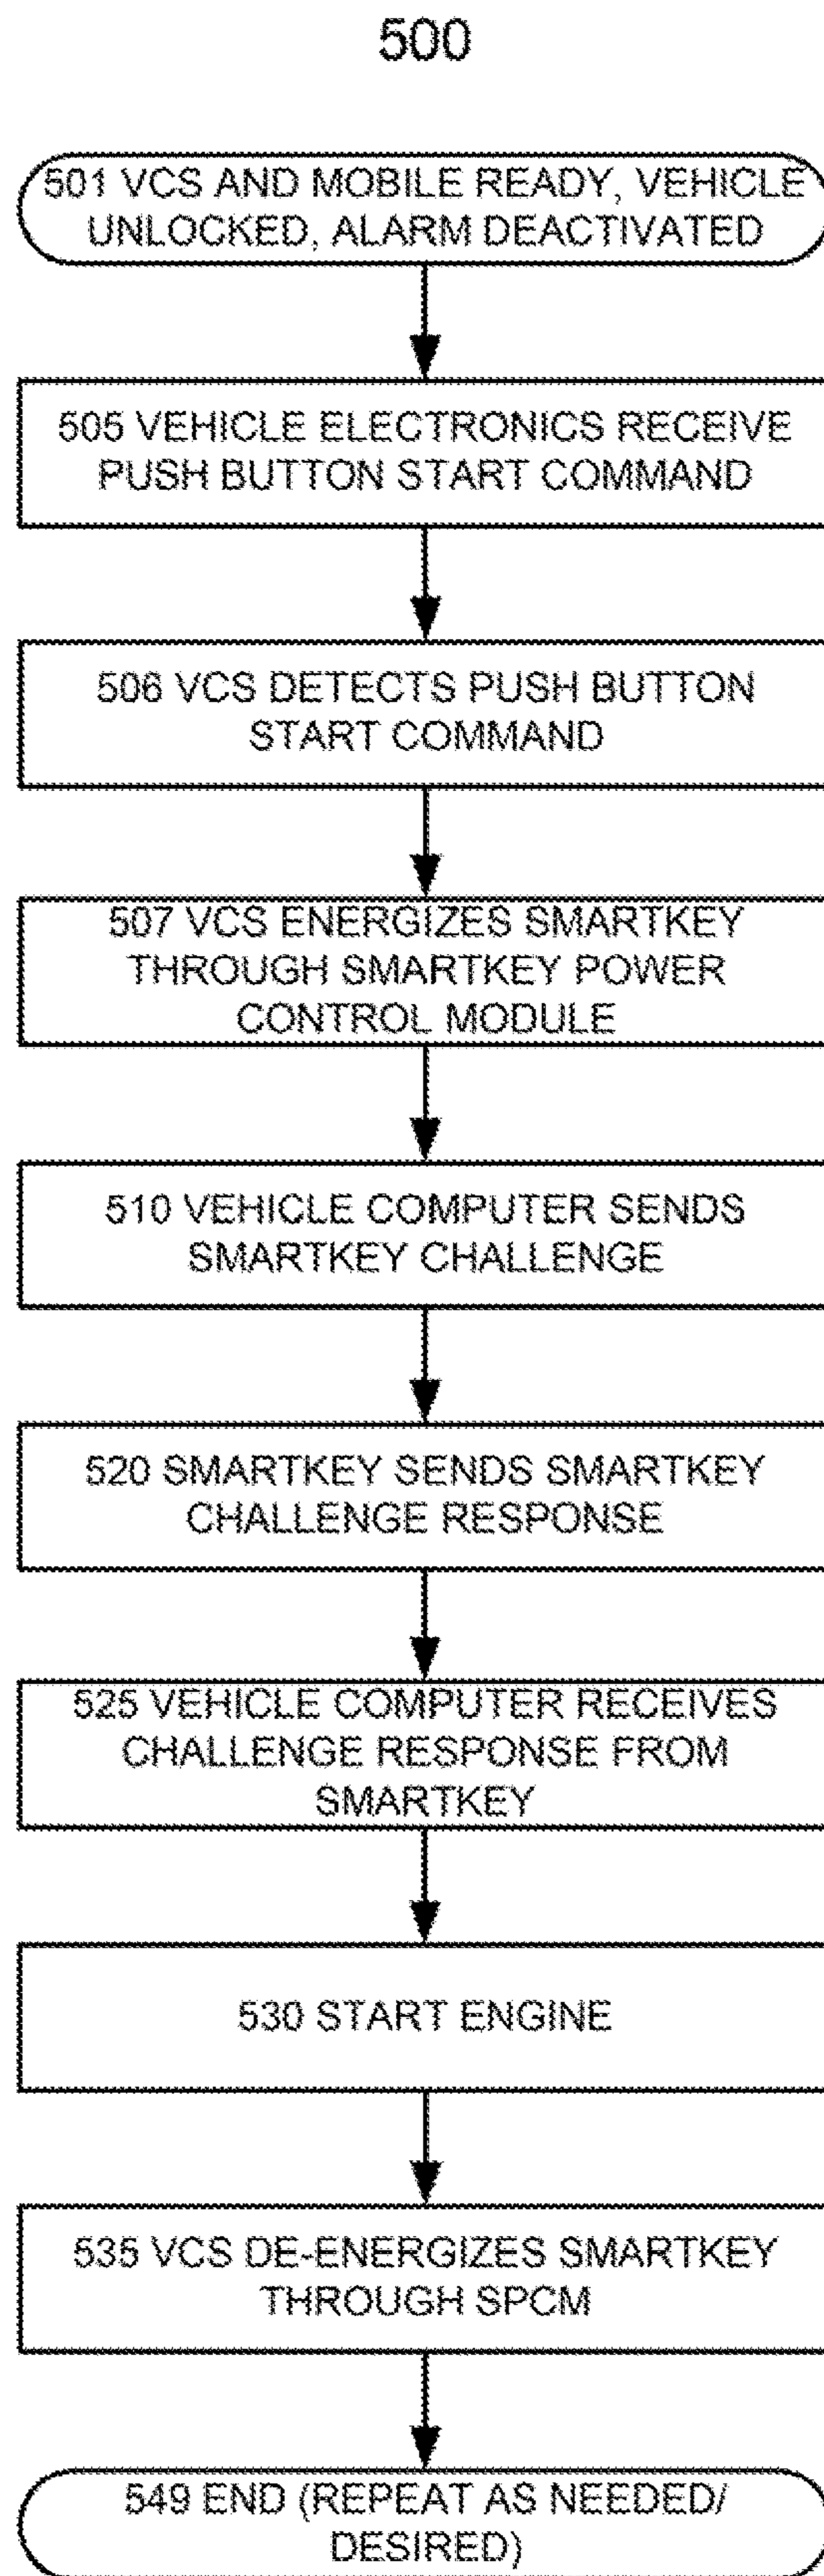 500
501 VCS AND MOBILE READY, VEHICLE
UNLOCKED, ALARM DEACTIVATED
505 VEHICLE ELECTRONICS RECEIVE
PUSH BUTTON START COMMAND
506 VCS DETECTS PUSH BUTTON
START COMMAND
507 VCS ENERGIZES SMARTKEY
THROUGH SMARTKEY POWER
CONTROL MODULE
510 VEHICLE COMPUTER SENDS
SMARTKEY CHALLENGE
520 SMARTKEY SENDS SMARTKEY
CHALLENGE RESPONSE
525 VEHICLE COMPUTER RECEIVES
CHALLENGE RESPONSE FROM
SMARTKEY
530 START ENGINE
535 VCS DE-ENERGIZES SMARTKEY
THROUGH SPCM
549 END (REPEAT AS NEEDED/
DESIRED)